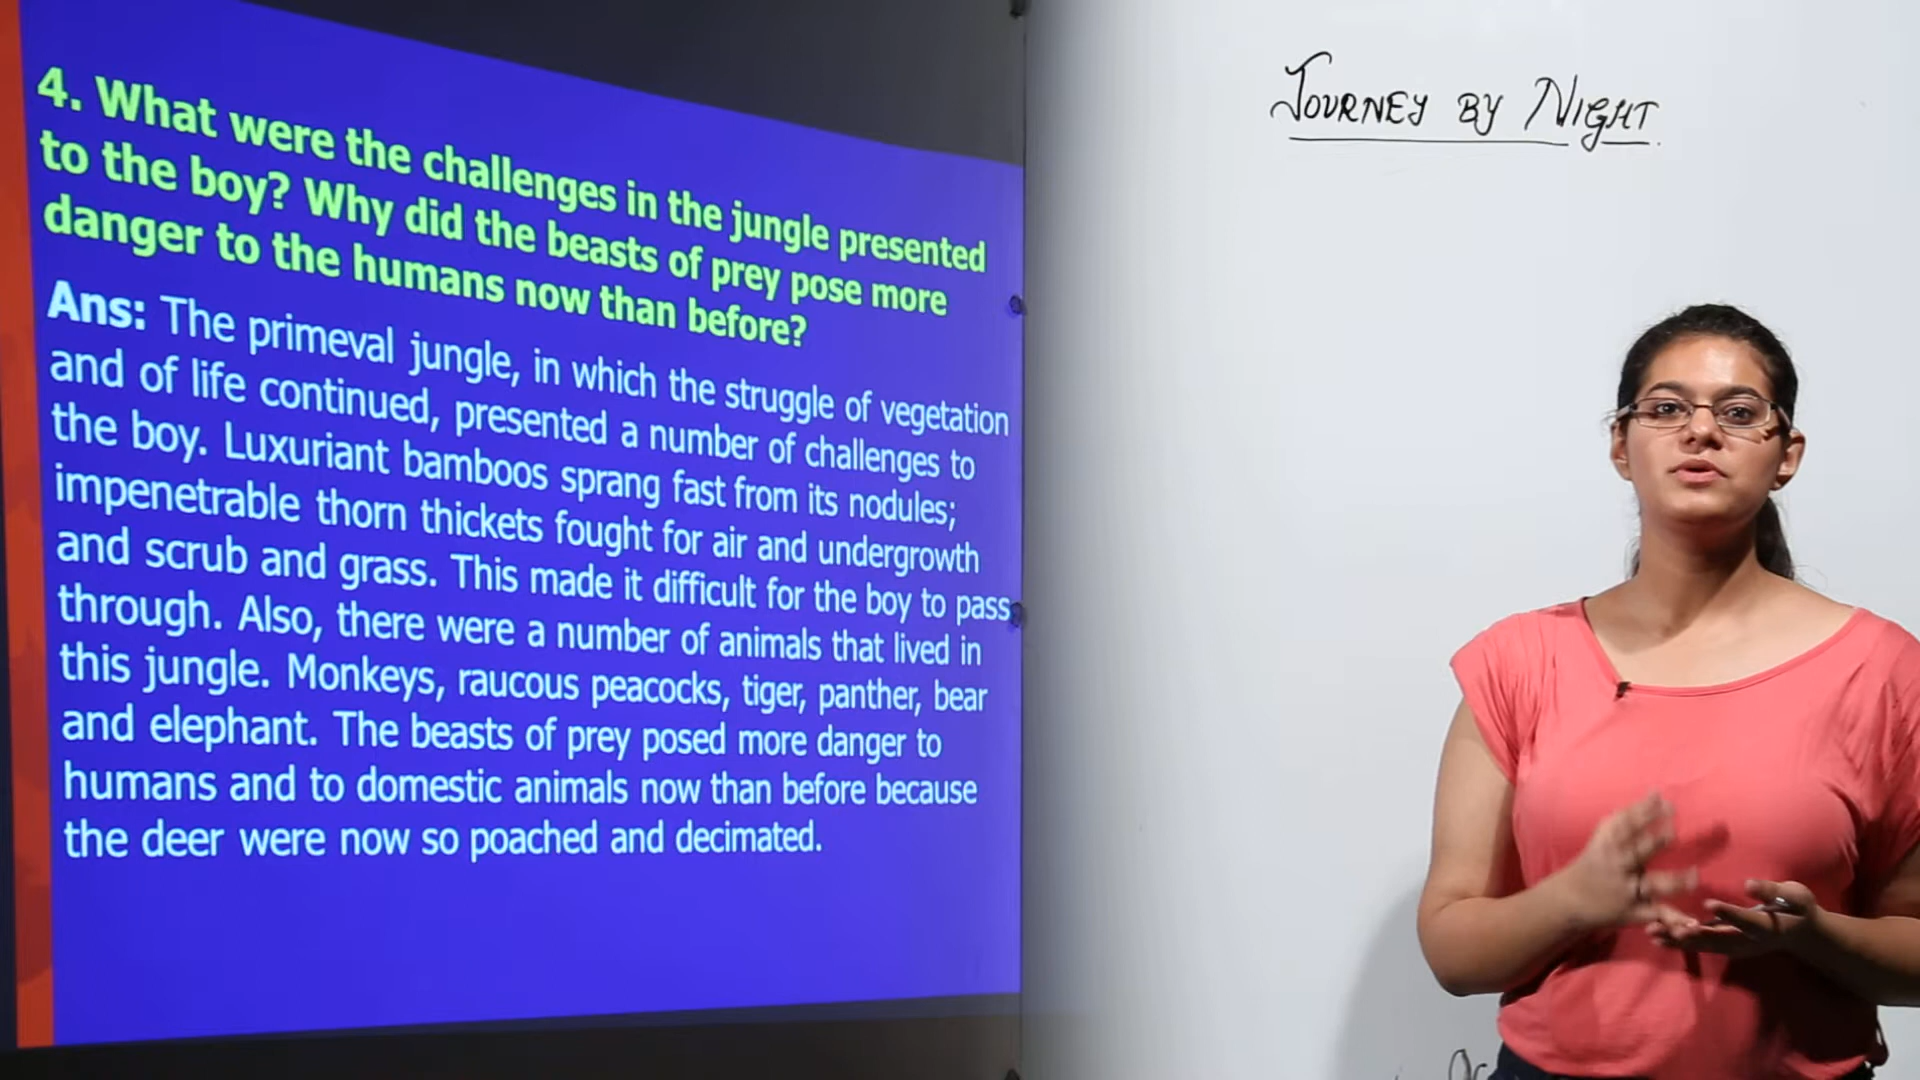 4. What were the challenges in the jungle presented
to the boy? Why did the beasts of prey pose more
danger to the humans now than before?
Ans: The primeval jungle, in which the struggle of vegetation
and of life continued, presented a number of challenges to
the boy. Luxuriant bamboos sprang fast from its nodules;
impenetrable thorn thickets fought for air and undergrowth
and scrub and grass. This made it difficult for the boy to pass
through. Also, there were a number of animals that lived in
this jungle. Monkeys, raucous peacocks, tiger, panther, bear
and elephant. The beasts of prey posed more danger to
humans and to domestic animals now than before because
the deer were now so poached and decimated.
JOURNEY BY NIGHT.